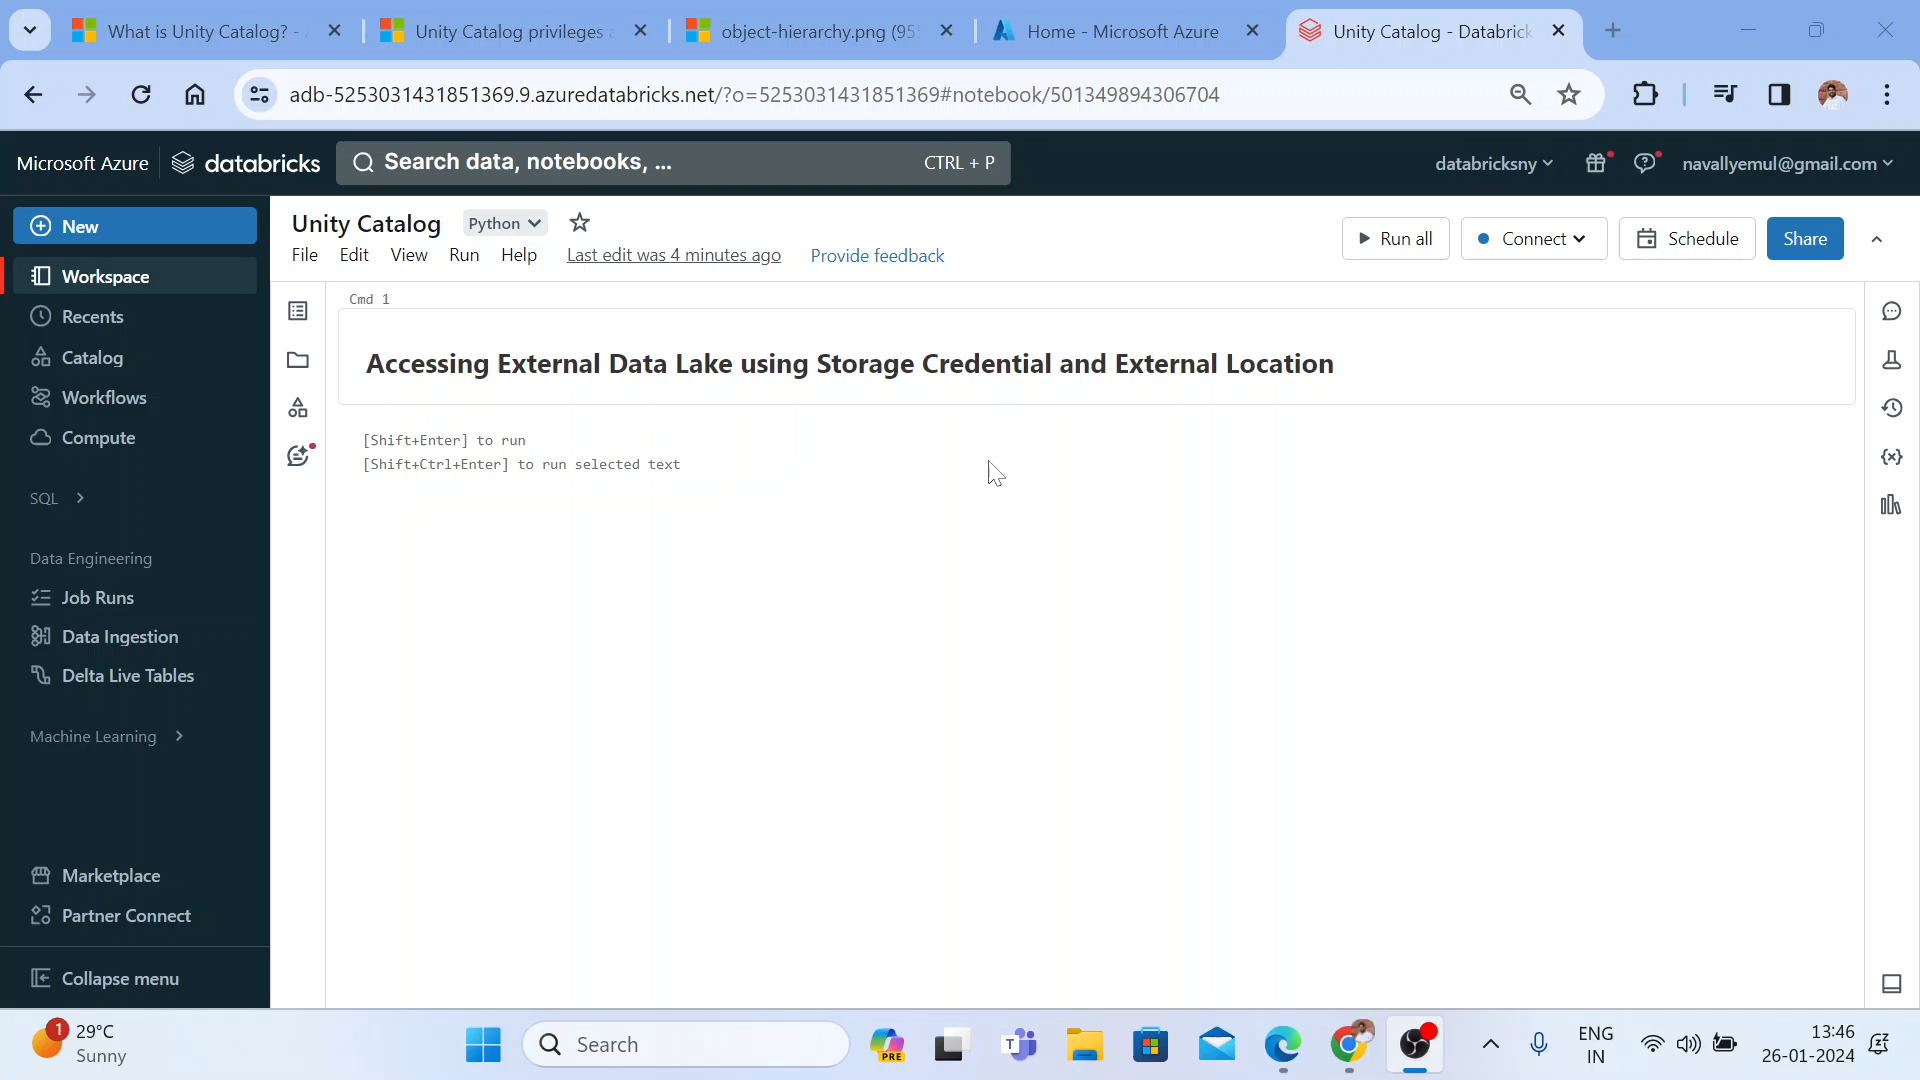 What is Unity Catalog? -
Unity Catalog privileges
object-hierarchy.png (95
Home - Microsoft Azure
Unity Catalog - Databrick
adb-5253031431851369.9.azuredatabricks.net/?o=5253031431851369#notebook/501349894306704
Microsoft Azure
databricks
Search data, notebooks, ...
CTRL + P
databricksny
navallyemul@gmail.com
New
Workspace
Recents
Catalog
Workflows
Compute
SQL
Data Engineering
Job Runs
Data Ingestion
Delta Live Tables
Machine Learning
Marketplace
Partner Connect
Collapse menu
Unity Catalog
Python
File Edit View Run Help
Last edit was 4 minutes ago
Provide feedback
Run all
Connect
Schedule
Share
Cmd 1
Accessing External Data Lake using Storage Credential and External Location
[Shift+Enter] to run
[Shift+Ctrl+Enter] to run selected text
1
29°C
Sunny
Search
PRE
T
ENG
IN
13:46
26-01-2024